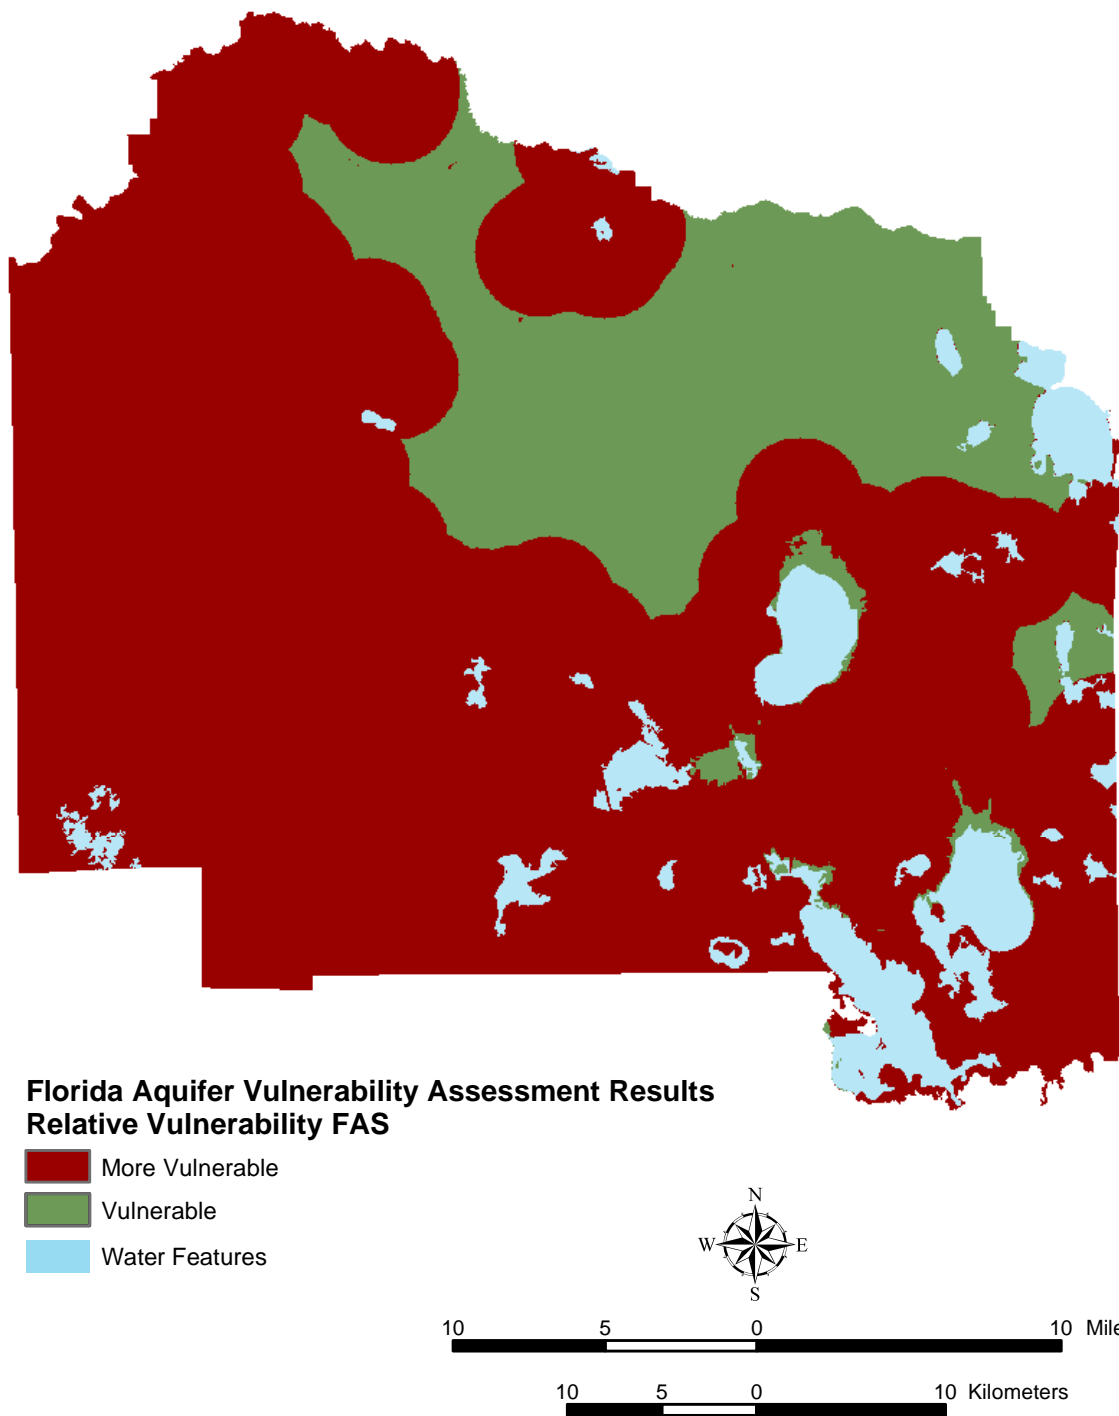 Florida Aquifer Vulnerability Assessment Results
Relative Vulnerability FAS
More Vulnerable
Vulnerable
Water Features
N
W E
S
10 5 0 10 Mile
10 5 0 10 Kilometers